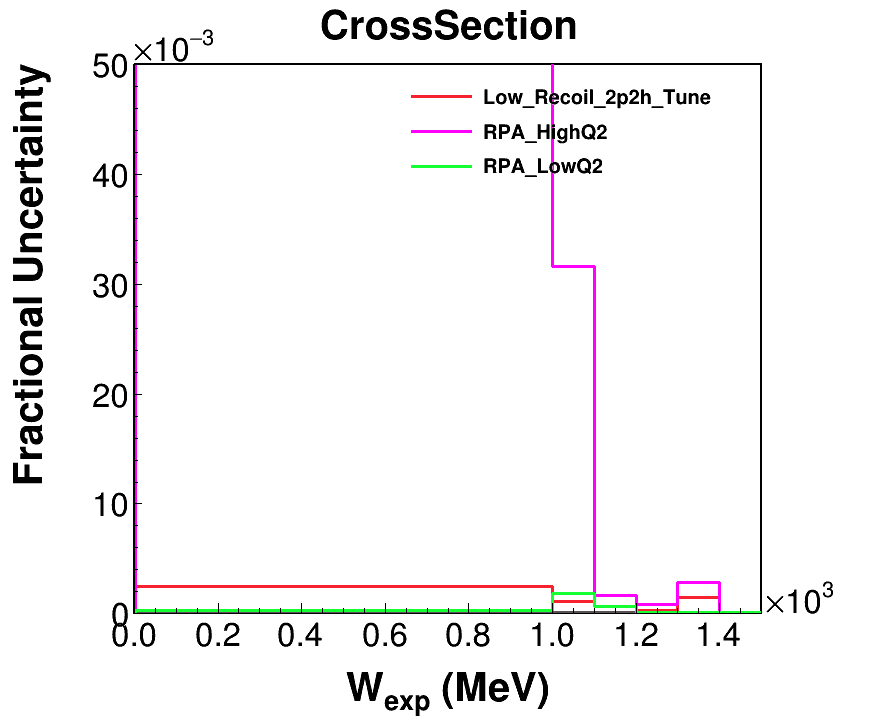 CrossSection
×10⁻³
Fractional Uncertainty
50
40
30
20
10
0
Low_Recoil_2p2h_Tune
RPA_HighQ2
RPA_LowQ2
0.0 0.2 0.4 0.6 0.8 1.0 1.2 1.4
×10³
W_exp (MeV)